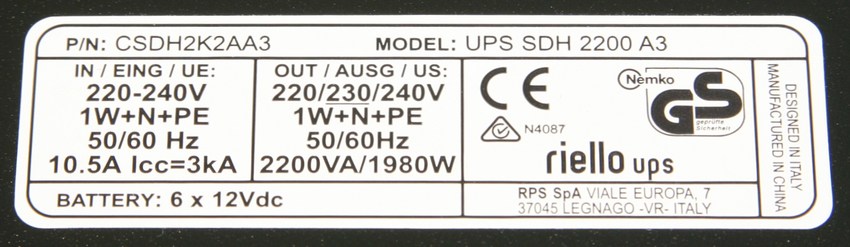 P/N: CSDH2K2AA3 MODEL: UPS SDH 2200 A3
IN / EING / UE:
220-240V
1W+N+PE
50/60 Hz
10.5A Icc=3kA
OUT / AUSG / US:
220/230/240V
1W+N+PE
50/60Hz
2200VA/1980W
CE
N4087
Nemko
GS
geprüfte
Sicherheit
riello ups
BATTERY: 6 x 12Vdc
RPS SpA VIALE EUROPA, 7
37045 LEGNAGO -VR- ITALY
DESIGNED IN ITALY
MANUFACTURED IN CHINA